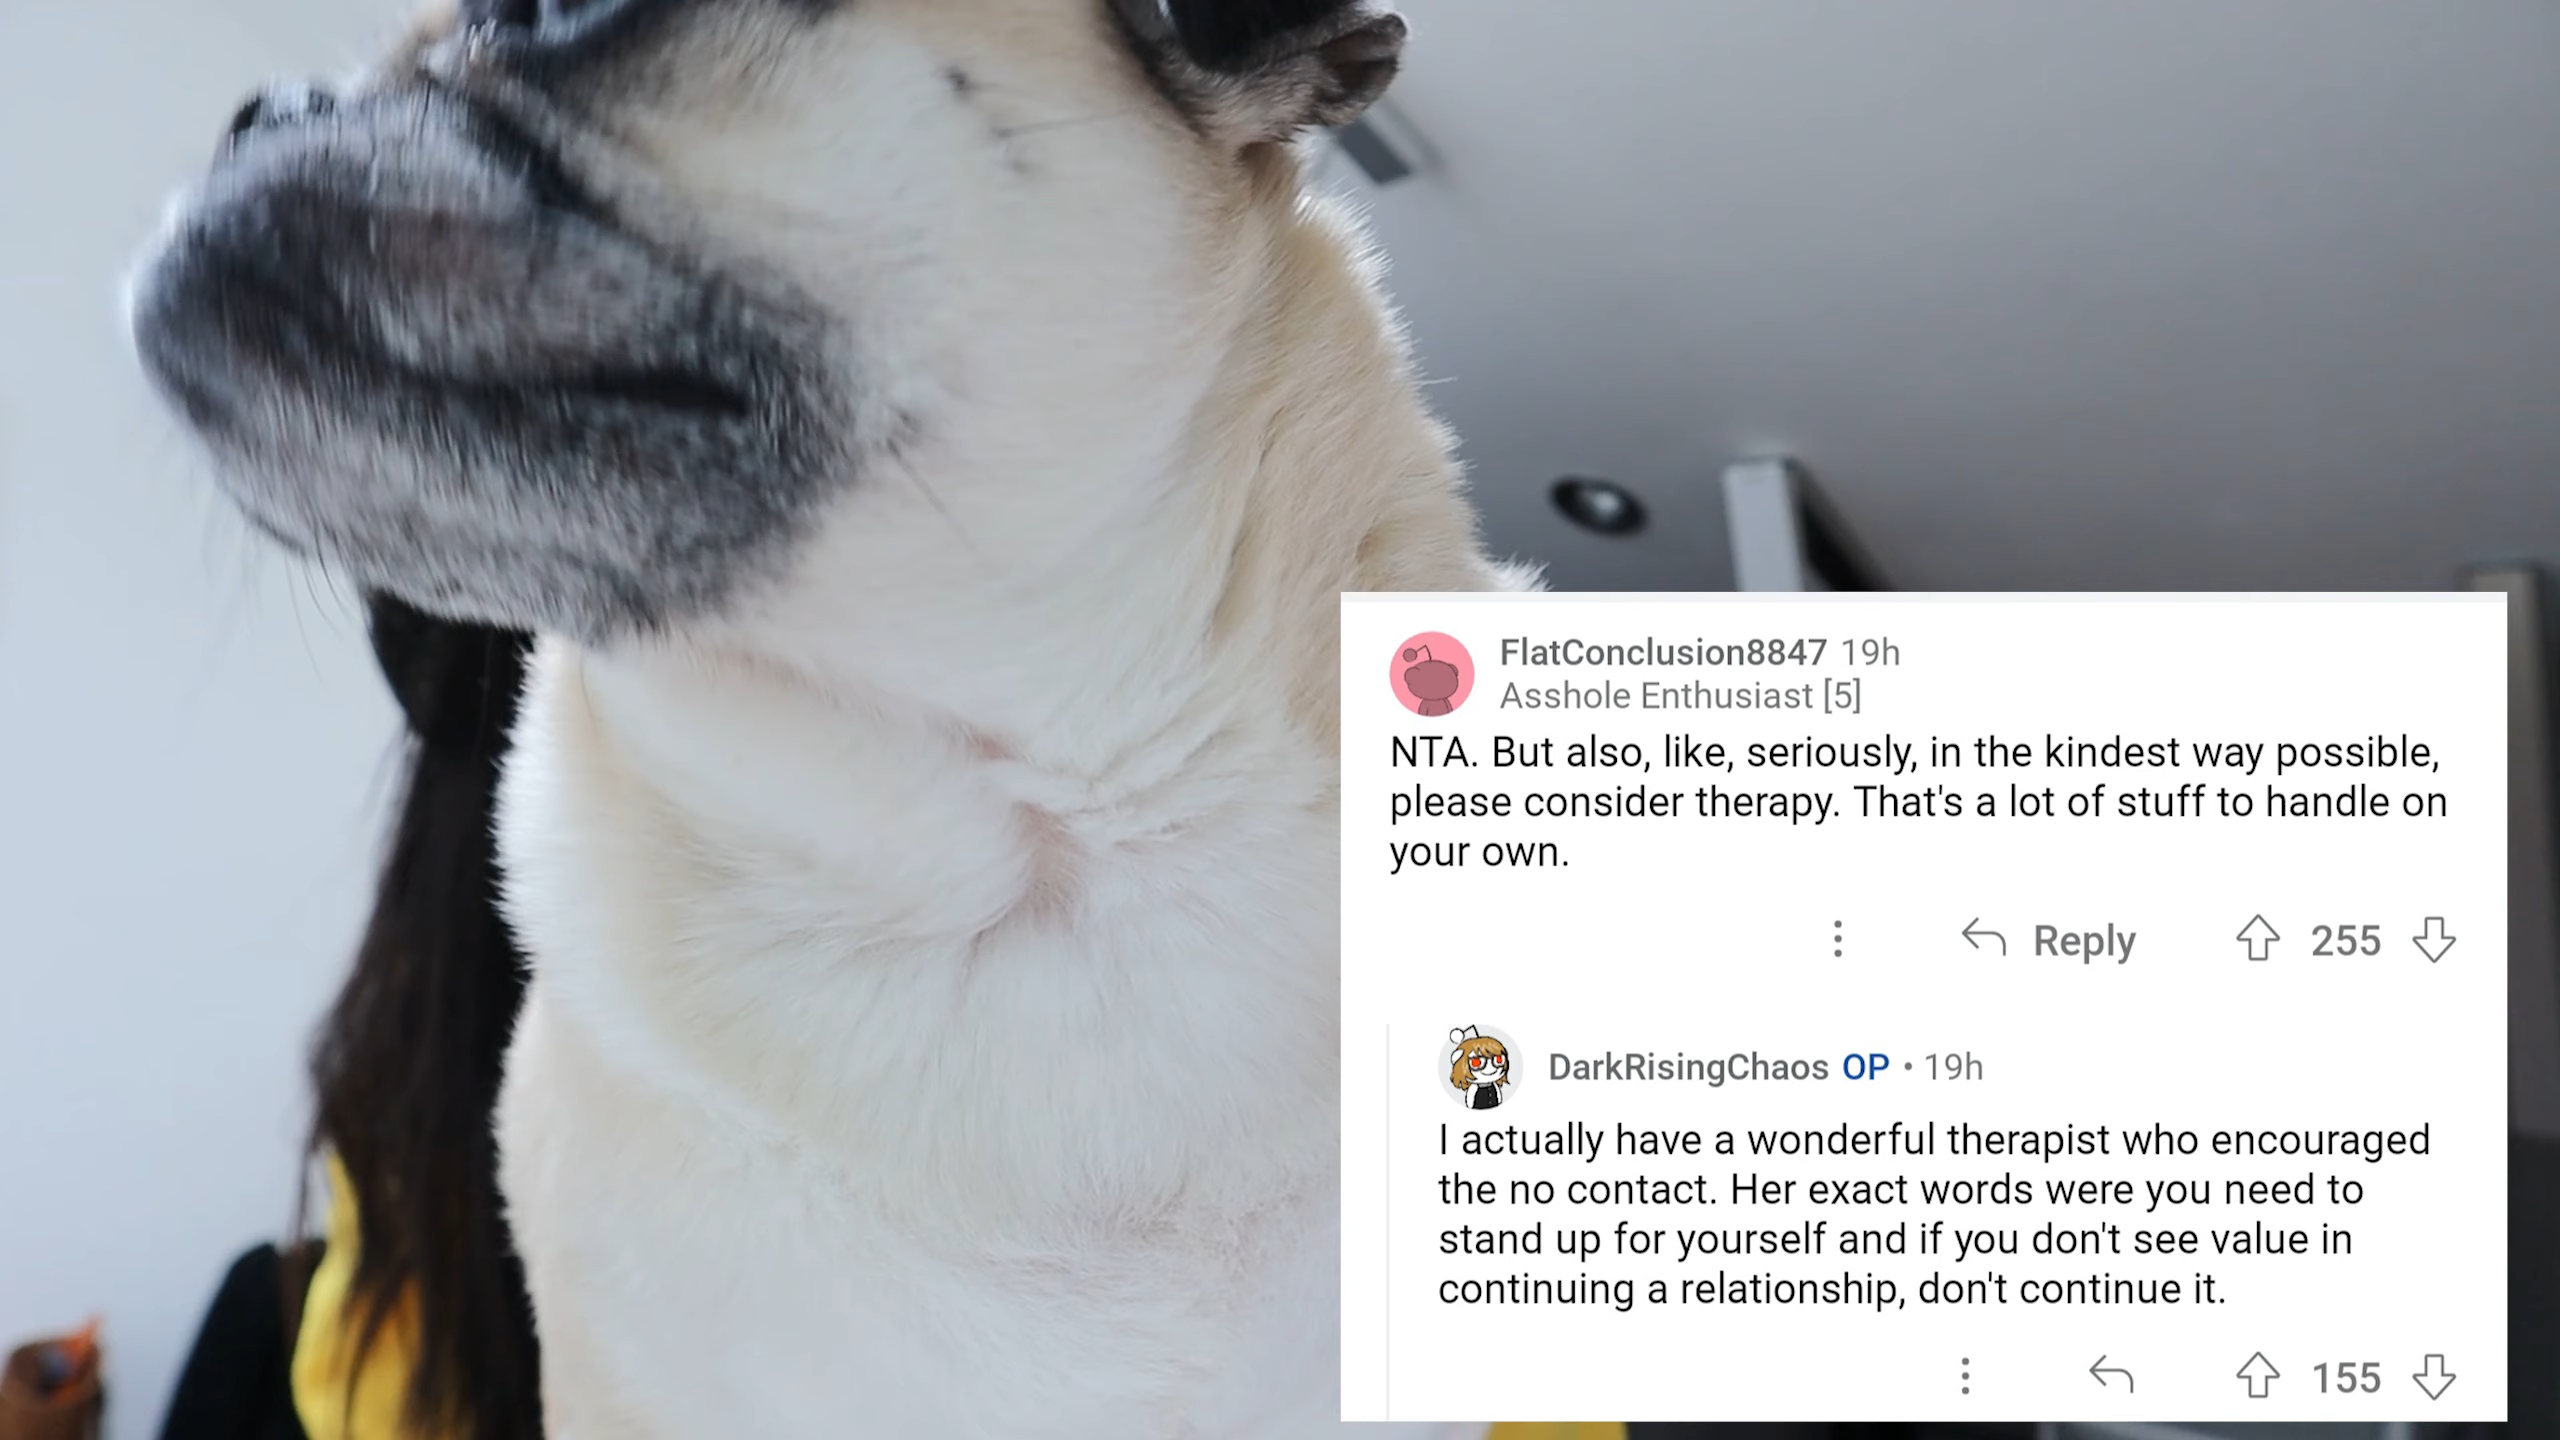 FlatConclusion8847 19h
Asshole Enthusiast [5]
NTA. But also, like, seriously, in the kindest way possible,
please consider therapy. That's a lot of stuff to handle on
your own.
Reply 255
DarkRisingChaos OP • 19h
I actually have a wonderful therapist who encouraged
the no contact. Her exact words were you need to
stand up for yourself and if you don't see value in
continuing a relationship, don't continue it.
155